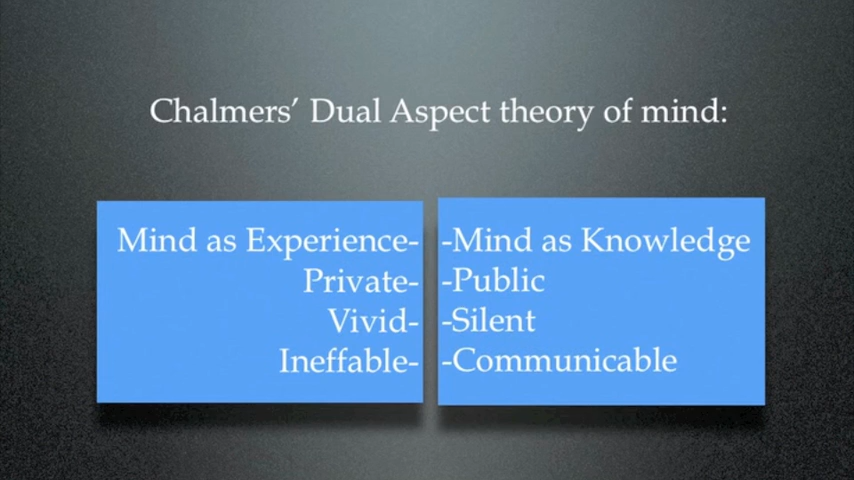 Chalmers’ Dual Aspect theory of mind:
Mind as Experience-
Private-
Vivid-
Ineffable-
-Mind as Knowledge
-Public
-Silent
-Communicable